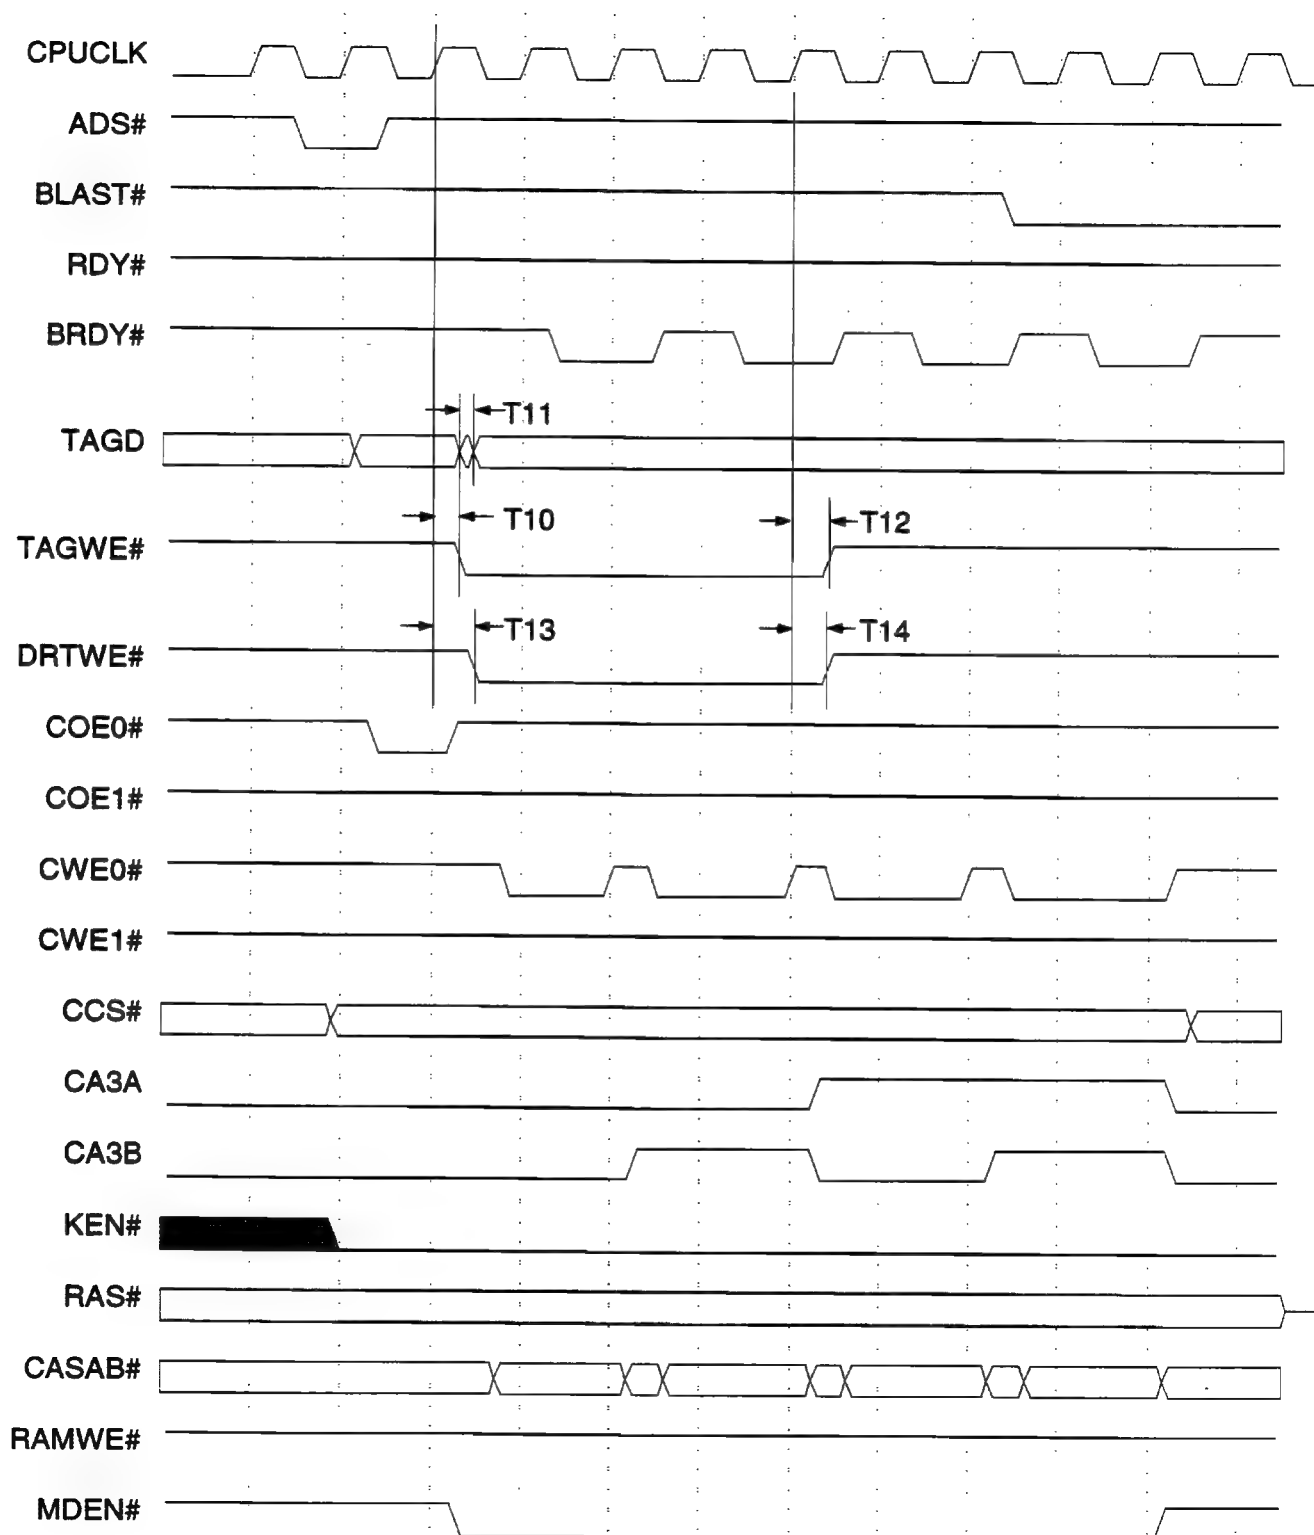 CPUCLK
ADS#
BLAST#
RDY#
BRDY#
T11
TAGD
T10
T12
TAGWE#
T13
T14
DRTWE#
COE0#
COE1#
CWE0#
CWE1#
CCS#
CA3A
CA3B
KEN#
RAS#
CASAB#
RAMWE#
MDEN#